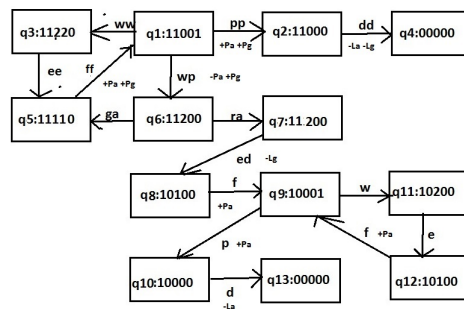 q3:11220 ww q1:11001 pp q2:11000 dd q4:00000
+Pa +Pg -La -Lg
ee ff +Pa +Pg wp -Pa +Pg
q5:11110 ga q6:11200 ra q7:11.200
ed -Lg
q8:10100 f q9:10001 w q11:10200
+Pa
p +Pa f +Pa e
q10:10000 d q13:00000 q12:10100
-La